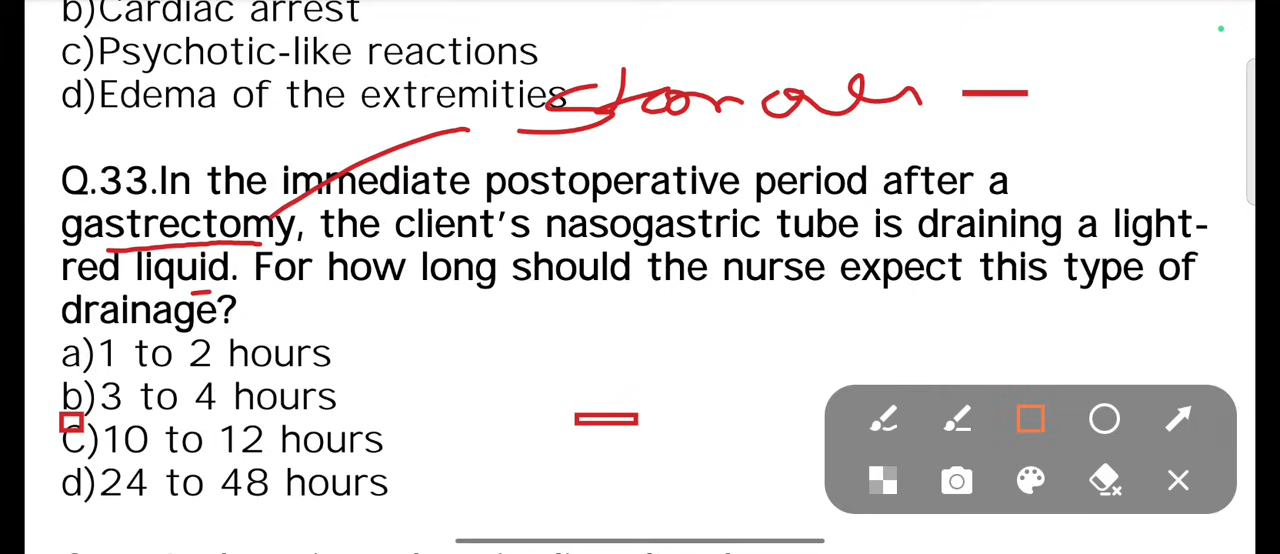 b)Cardiac arrest
c)Psychotic-like reactions
d)Edema of the extremities
Q.33.In the immediate postoperative period after a
gastrectomy, the client's nasogastric tube is draining a light-
red liquid. For how long should the nurse expect this type of
drainage?
a)1 to 2 hours
b)3 to 4 hours
C)10 to 12 hours
d)24 to 48 hours